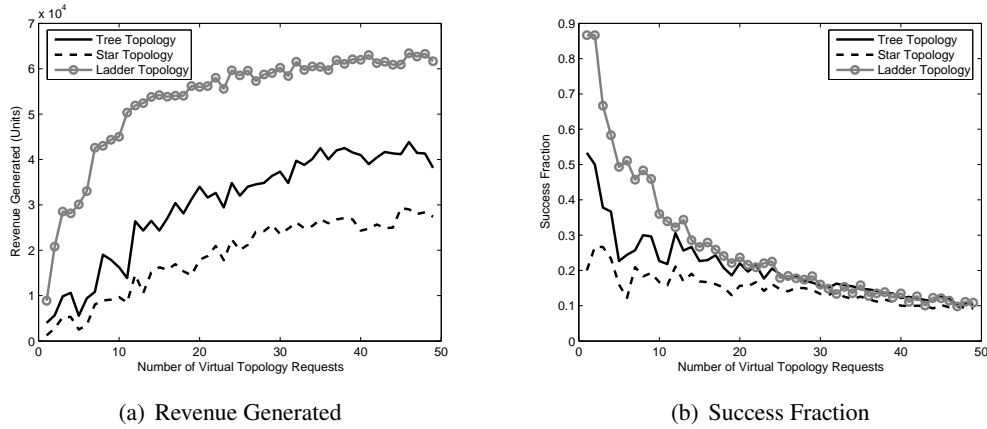 x 10^4
7
6
5
4
3
2
1
0
Revenue Generated (Units)
Tree Topology
Star Topology
Ladder Topology
0 10 20 30 40 50
Number of Virtual Topology Requests
(a) Revenue Generated
0.9
0.8
0.7
0.6
0.5
0.4
0.3
0.2
0.1
0
Success Fraction
Tree Topology
Star Topology
Ladder Topology
0 10 20 30 40 50
Number of Virtual Topology Requests
(b) Success Fraction